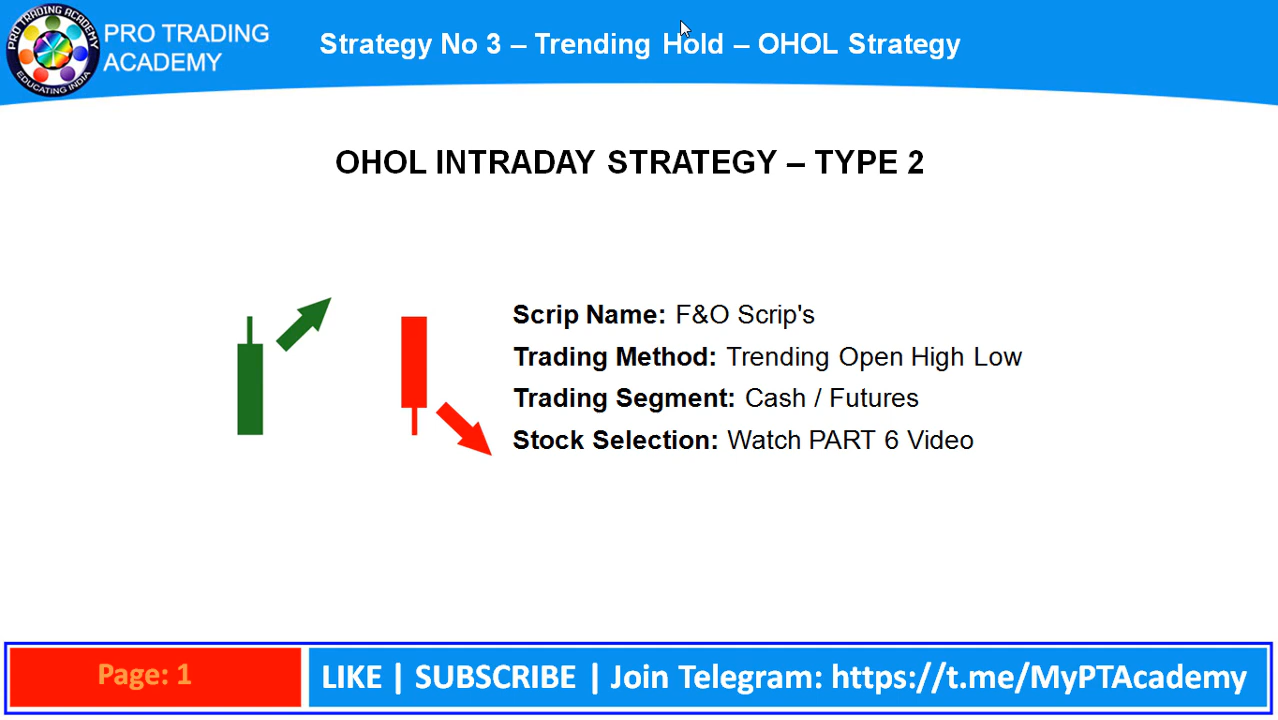 PRO TRADING ACADEMY
EDUCATING INDIA
PRO TRADING
ACADEMY
Strategy No 3 – Trending Hold – OHOL Strategy
OHOL INTRADAY STRATEGY – TYPE 2
Scrip Name: F&O Scrip's
Trading Method: Trending Open High Low
Trading Segment: Cash / Futures
Stock Selection: Watch PART 6 Video
Page: 1
LIKE | SUBSCRIBE | Join Telegram: https://t.me/MyPTAcademy